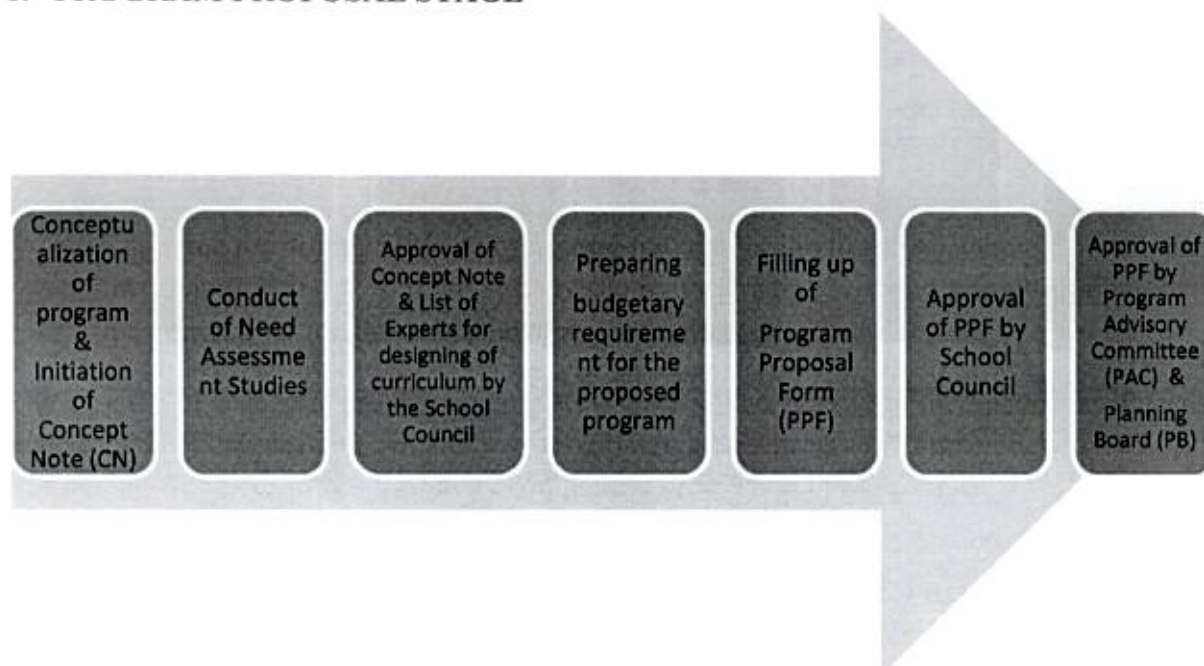 PROPOSAL STAGE
Conceptu
alization
of
program
&
Initiation
of
Concept
Note (CN)
Conduct
of Need
Assessme
nt Studies
Approval of
Concept Note
& List of
Experts for
designing of
curriculum by
the School
Council
Preparing
budgetary
requireme
nt for the
proposed
program
Filling up
of
Program
Proposal
Form
(PPF)
Approval
of PPF by
School
Council
Approval of
PPF by
Program
Advisory
Committee
(PAC) &
Planning
Board (PB)